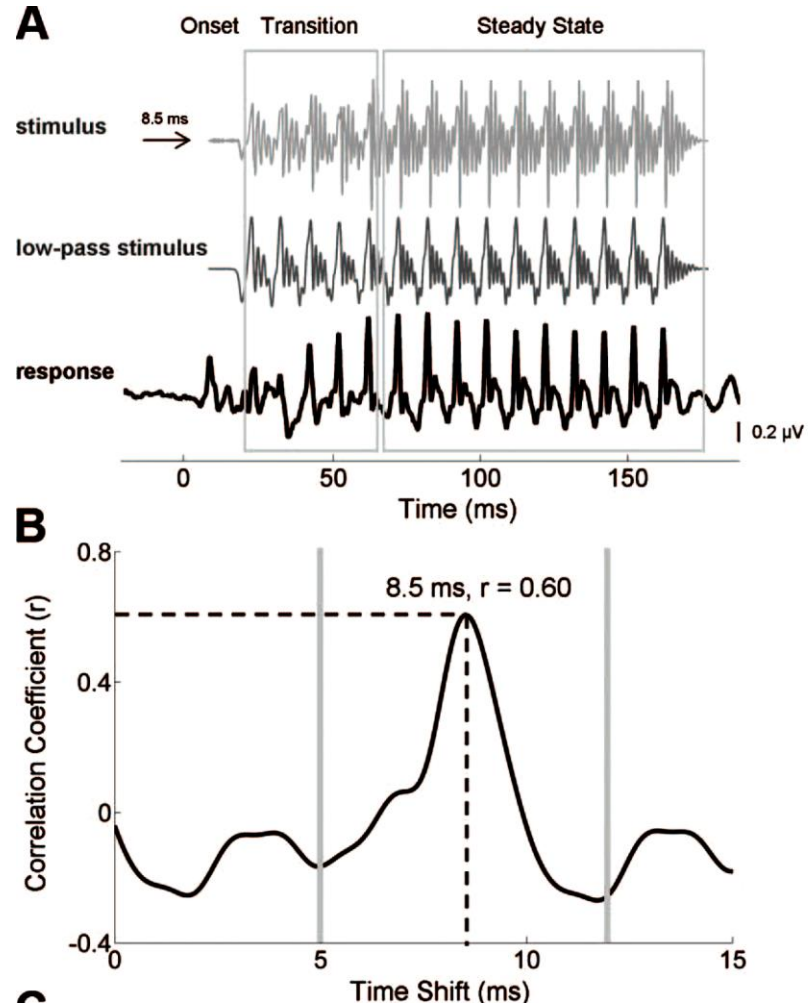 A
Onset Transition Steady State
8.5 ms
stimulus
low-pass stimulus
response
0.2 µV
0 50 100 150
Time (ms)
B
0.8
8.5 ms, r = 0.60
0.4
0
-0.4
Correlation Coefficient (r)
0 5 10 15
Time Shift (ms)